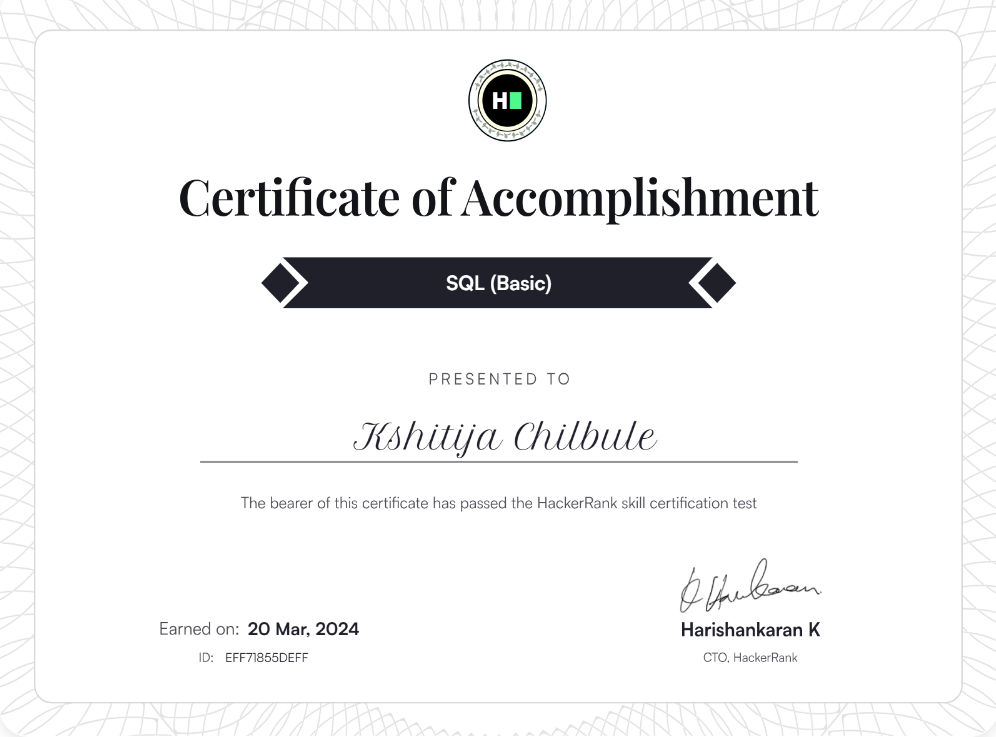 H
Certificate of Accomplishment
SQL (Basic)
PRESENTED TO
Kshitija Chilbule
The bearer of this certificate has passed the HackerRank skill certification test
Earned on: 20 Mar, 2024
ID: EFF71855DEFF
Harishankaran K
CTO, HackerRank